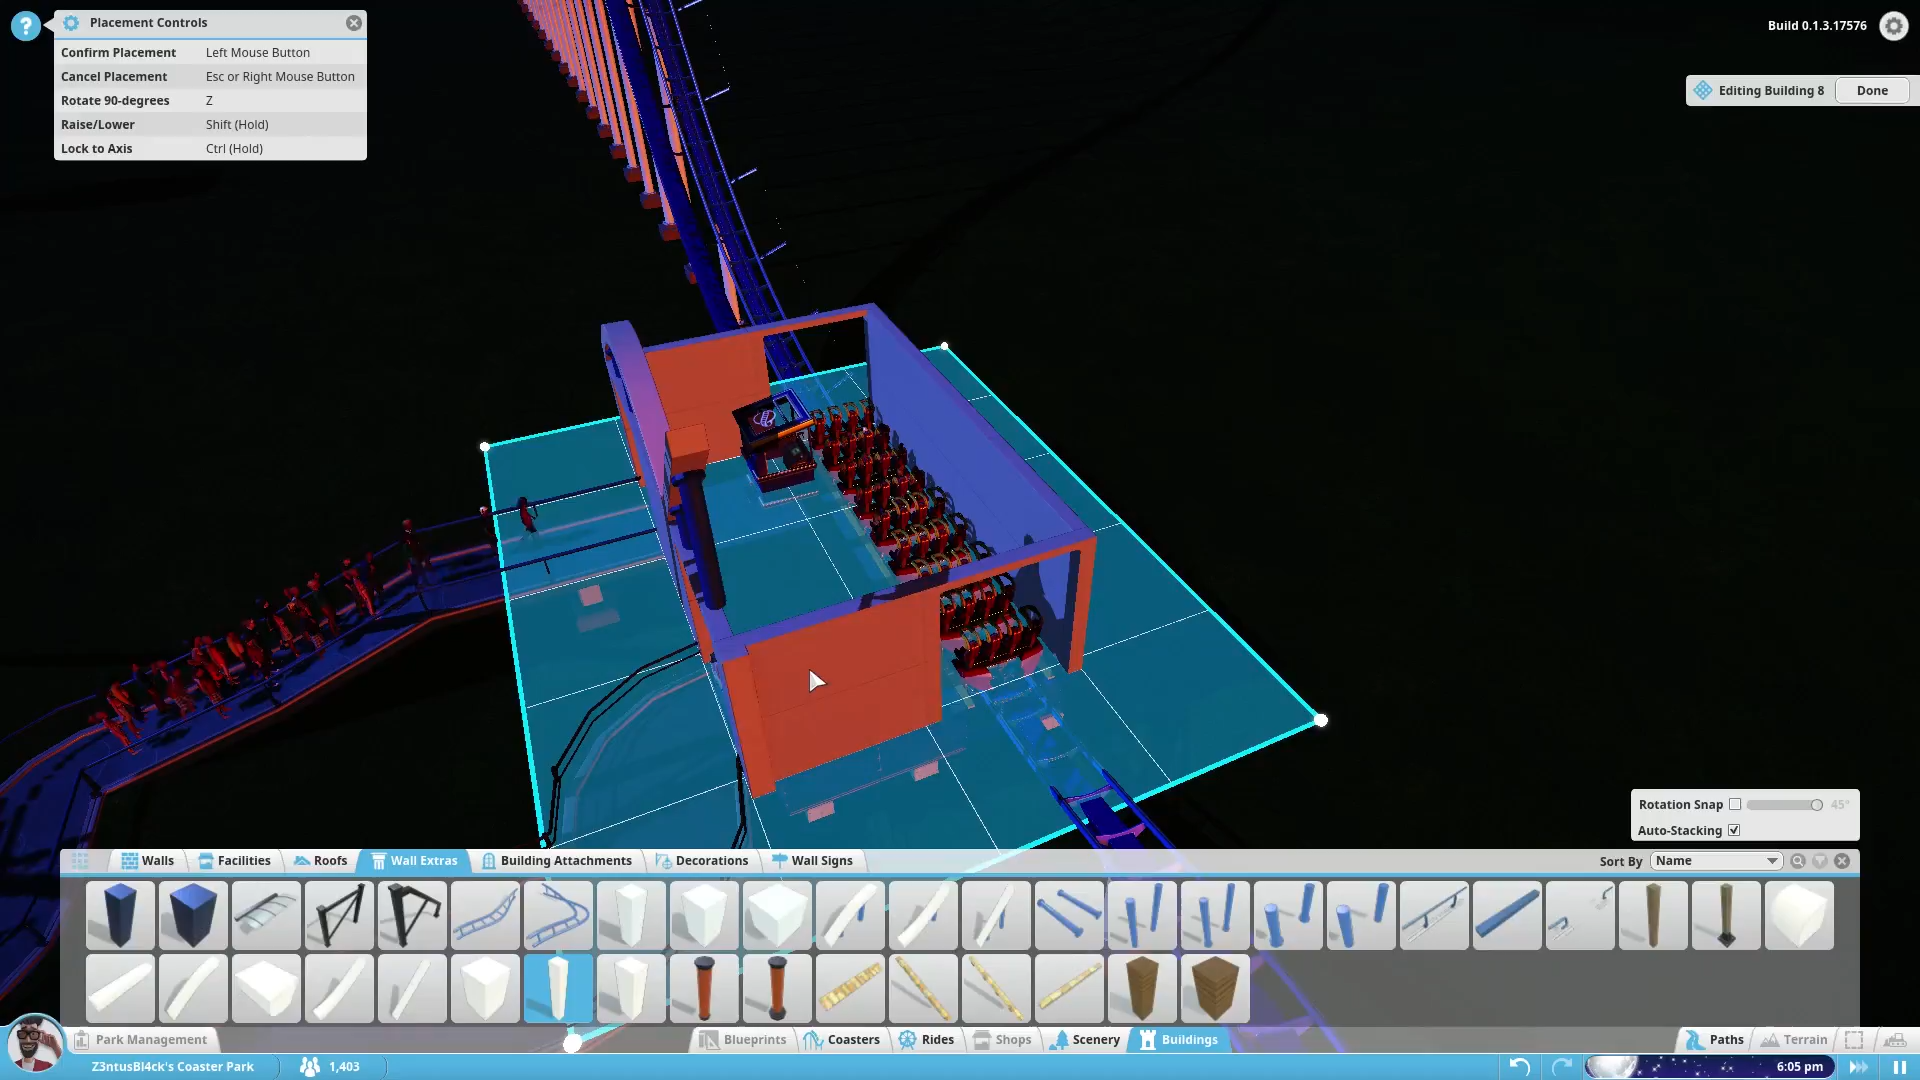 Placement Controls
Confirm Placement Left Mouse Button
Cancel Placement Esc or Right Mouse Button
Rotate 90-degrees Z
Raise/Lower Shift (Hold)
Lock to Axis Ctrl (Hold)
Build 0.1.3.17576
Editing Building 8 Done
Rotation Snap 45°
Auto-Stacking
Walls Facilities Roofs Wall Extras Building Attachments Decorations Wall Signs Sort By Name
Park Management Blueprints Coasters Rides Shops Scenery Buildings Paths Terrain
Z3ntusBl4ck's Coaster Park 1,403 6:05 pm